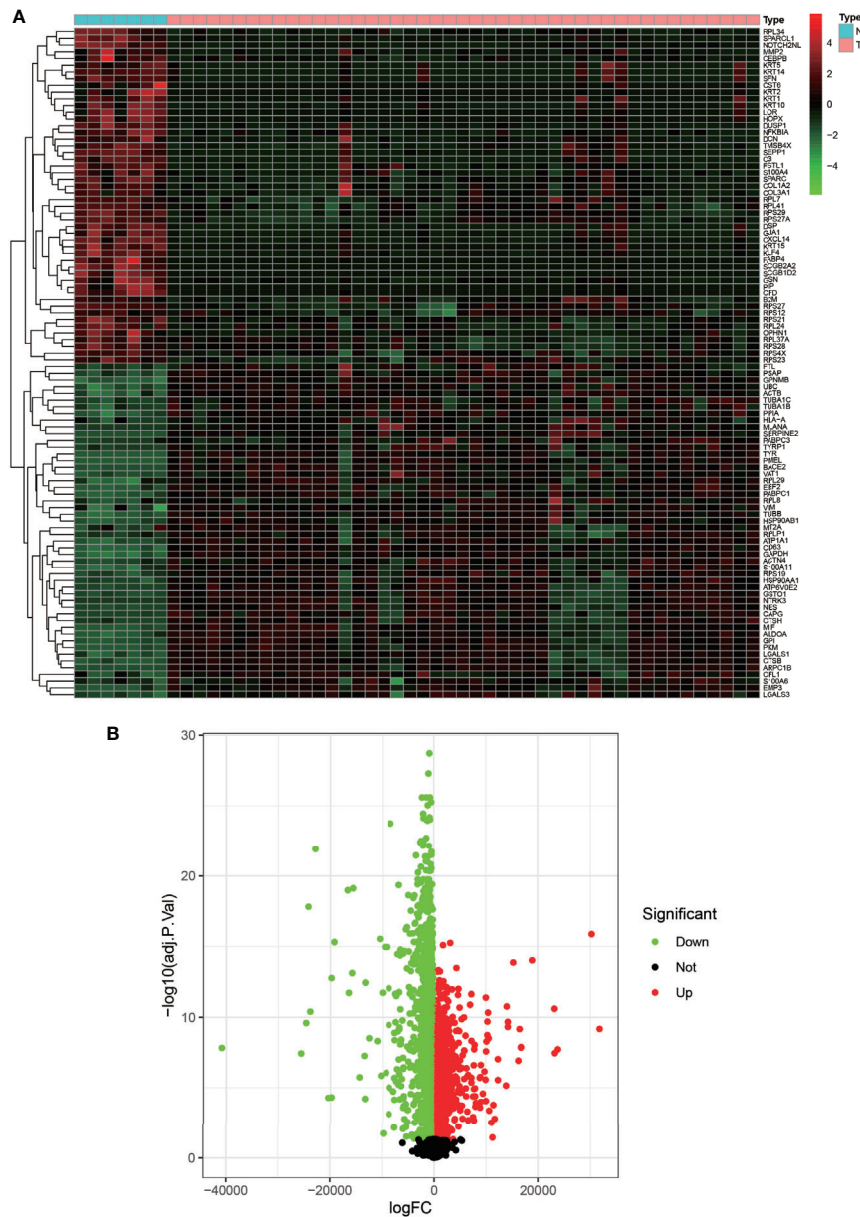 A
Type
Type
N
T
4
2
0
−2
−4
RPL34
SPARCL1
NOTCH2NL
MMP2
CEBPB
KRT5
KRT14
SFN
CST6
KRT2
KRT1
KRT10
LOR
HOPX
DUSP1
NFKBIA
DCN
TMSB4X
SEPP1
C3
FSTL1
S100A4
SPARC
COL1A2
COL3A1
RPL7
RPL41
RPS29
RPS27A
DSP
GJA1
CXCL14
KRT15
KLF4
FABP4
SCGB2A2
SCGB1D2
GSN
PIP
CFD
B2M
RPS27
RPS12
RPS21
RPL24
OPHN1
RPL37A
RPS28
RPS4X
RPS23
FTL
PSAP
GPNMB
UBC
ACTB
TUBA1C
TUBA1B
PPIA
HLA-A
MLANA
SERPINE2
PABPC3
TYRP1
TYR
PMEL
BACE2
VAT1
RPL29
EEF2
PABPC1
RPL8
VIM
TUBB
HSP90AB1
MT2A
RPLP1
ATP1A1
CD63
GAPDH
ACTN4
S100A11
RPS19
HSP90AA1
ATP6V0E2
GSTO1
NTRK3
NES
CAPG
CTSH
MIF
ALDOA
GPI
PKM
LGALS1
CTSB
ARPC1B
CFL1
S100A6
EMP3
LGALS3
B
30
20
10
0
−log10(adj.P.Val)
−40000
−20000
0
20000
logFC
Significant
Down
Not
Up